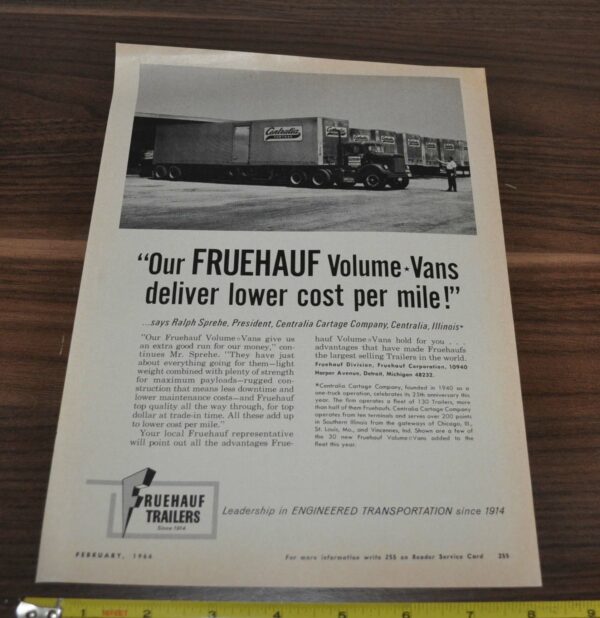 Centralia
CARTAGE
"Our FRUEHAUF Volume★Vans
deliver lower cost per mile!"
...says Ralph Sprehe, President, Centralia Cartage Company, Centralia, Illinois*
"Our Fruehauf Volume★Vans give us
an extra good run for our money," con-
tinues Mr. Sprehe. "They have just
about everything going for them—light
weight combined with plenty of strength
for maximum payloads—rugged con-
struction that means less downtime and
lower maintenance costs—and Fruehauf
top quality all the way through, for top
dollar at trade-in time. All these add up
to lower cost per mile."
Your local Fruehauf representative
will point out all the advantages Frue-
hauf Volume★Vans hold for you . . .
advantages that have made Fruehaufs
the largest selling Trailers in the world.
Fruehauf Division, Fruehauf Corporation, 10940
Harper Avenue, Detroit, Michigan 48232.
*Centralia Cartage Company, founded in 1940 as a
one-truck operation, celebrates its 25th anniversary this
year. The firm operates a fleet of 130 Trailers, more
than half of them Fruehaufs. Centralia Cartage Company
operates from ten terminals and serves over 200 points
in Southern Illinois from the gateways of Chicago, Ill.,
St. Louis, Mo., and Vincennes, Ind. Shown are a few of
the 30 new Fruehauf Volume★Vans added to the
fleet this year.
FRUEHAUF
TRAILERS
Since 1914
Leadership in ENGINEERED TRANSPORTATION since 1914
FEBRUARY, 1966
For more information write 255 on Reader Service Card
255
1 2 3 4 5 6 7 8 9